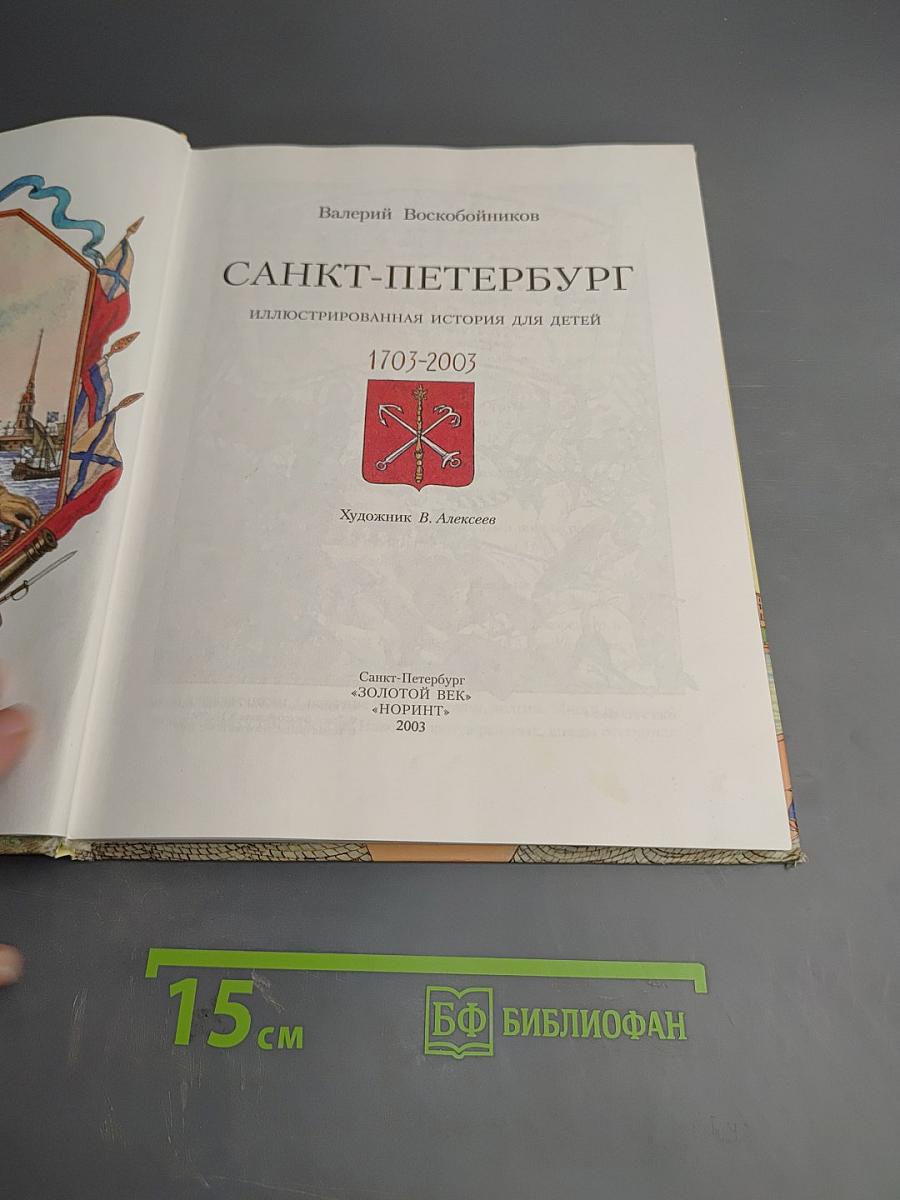 Валерий Воскобойников
САНКТ-ПЕТЕРБУРГ
ИЛЛЮСТРИРОВАННАЯ ИСТОРИЯ ДЛЯ ДЕТЕЙ
1703-2003
Художник В. Алексеев
Санкт-Петербург
«ЗОЛОТОЙ ВЕК»
«НОРИНТ»
2003
15 см
БФ БИБЛИОФАН